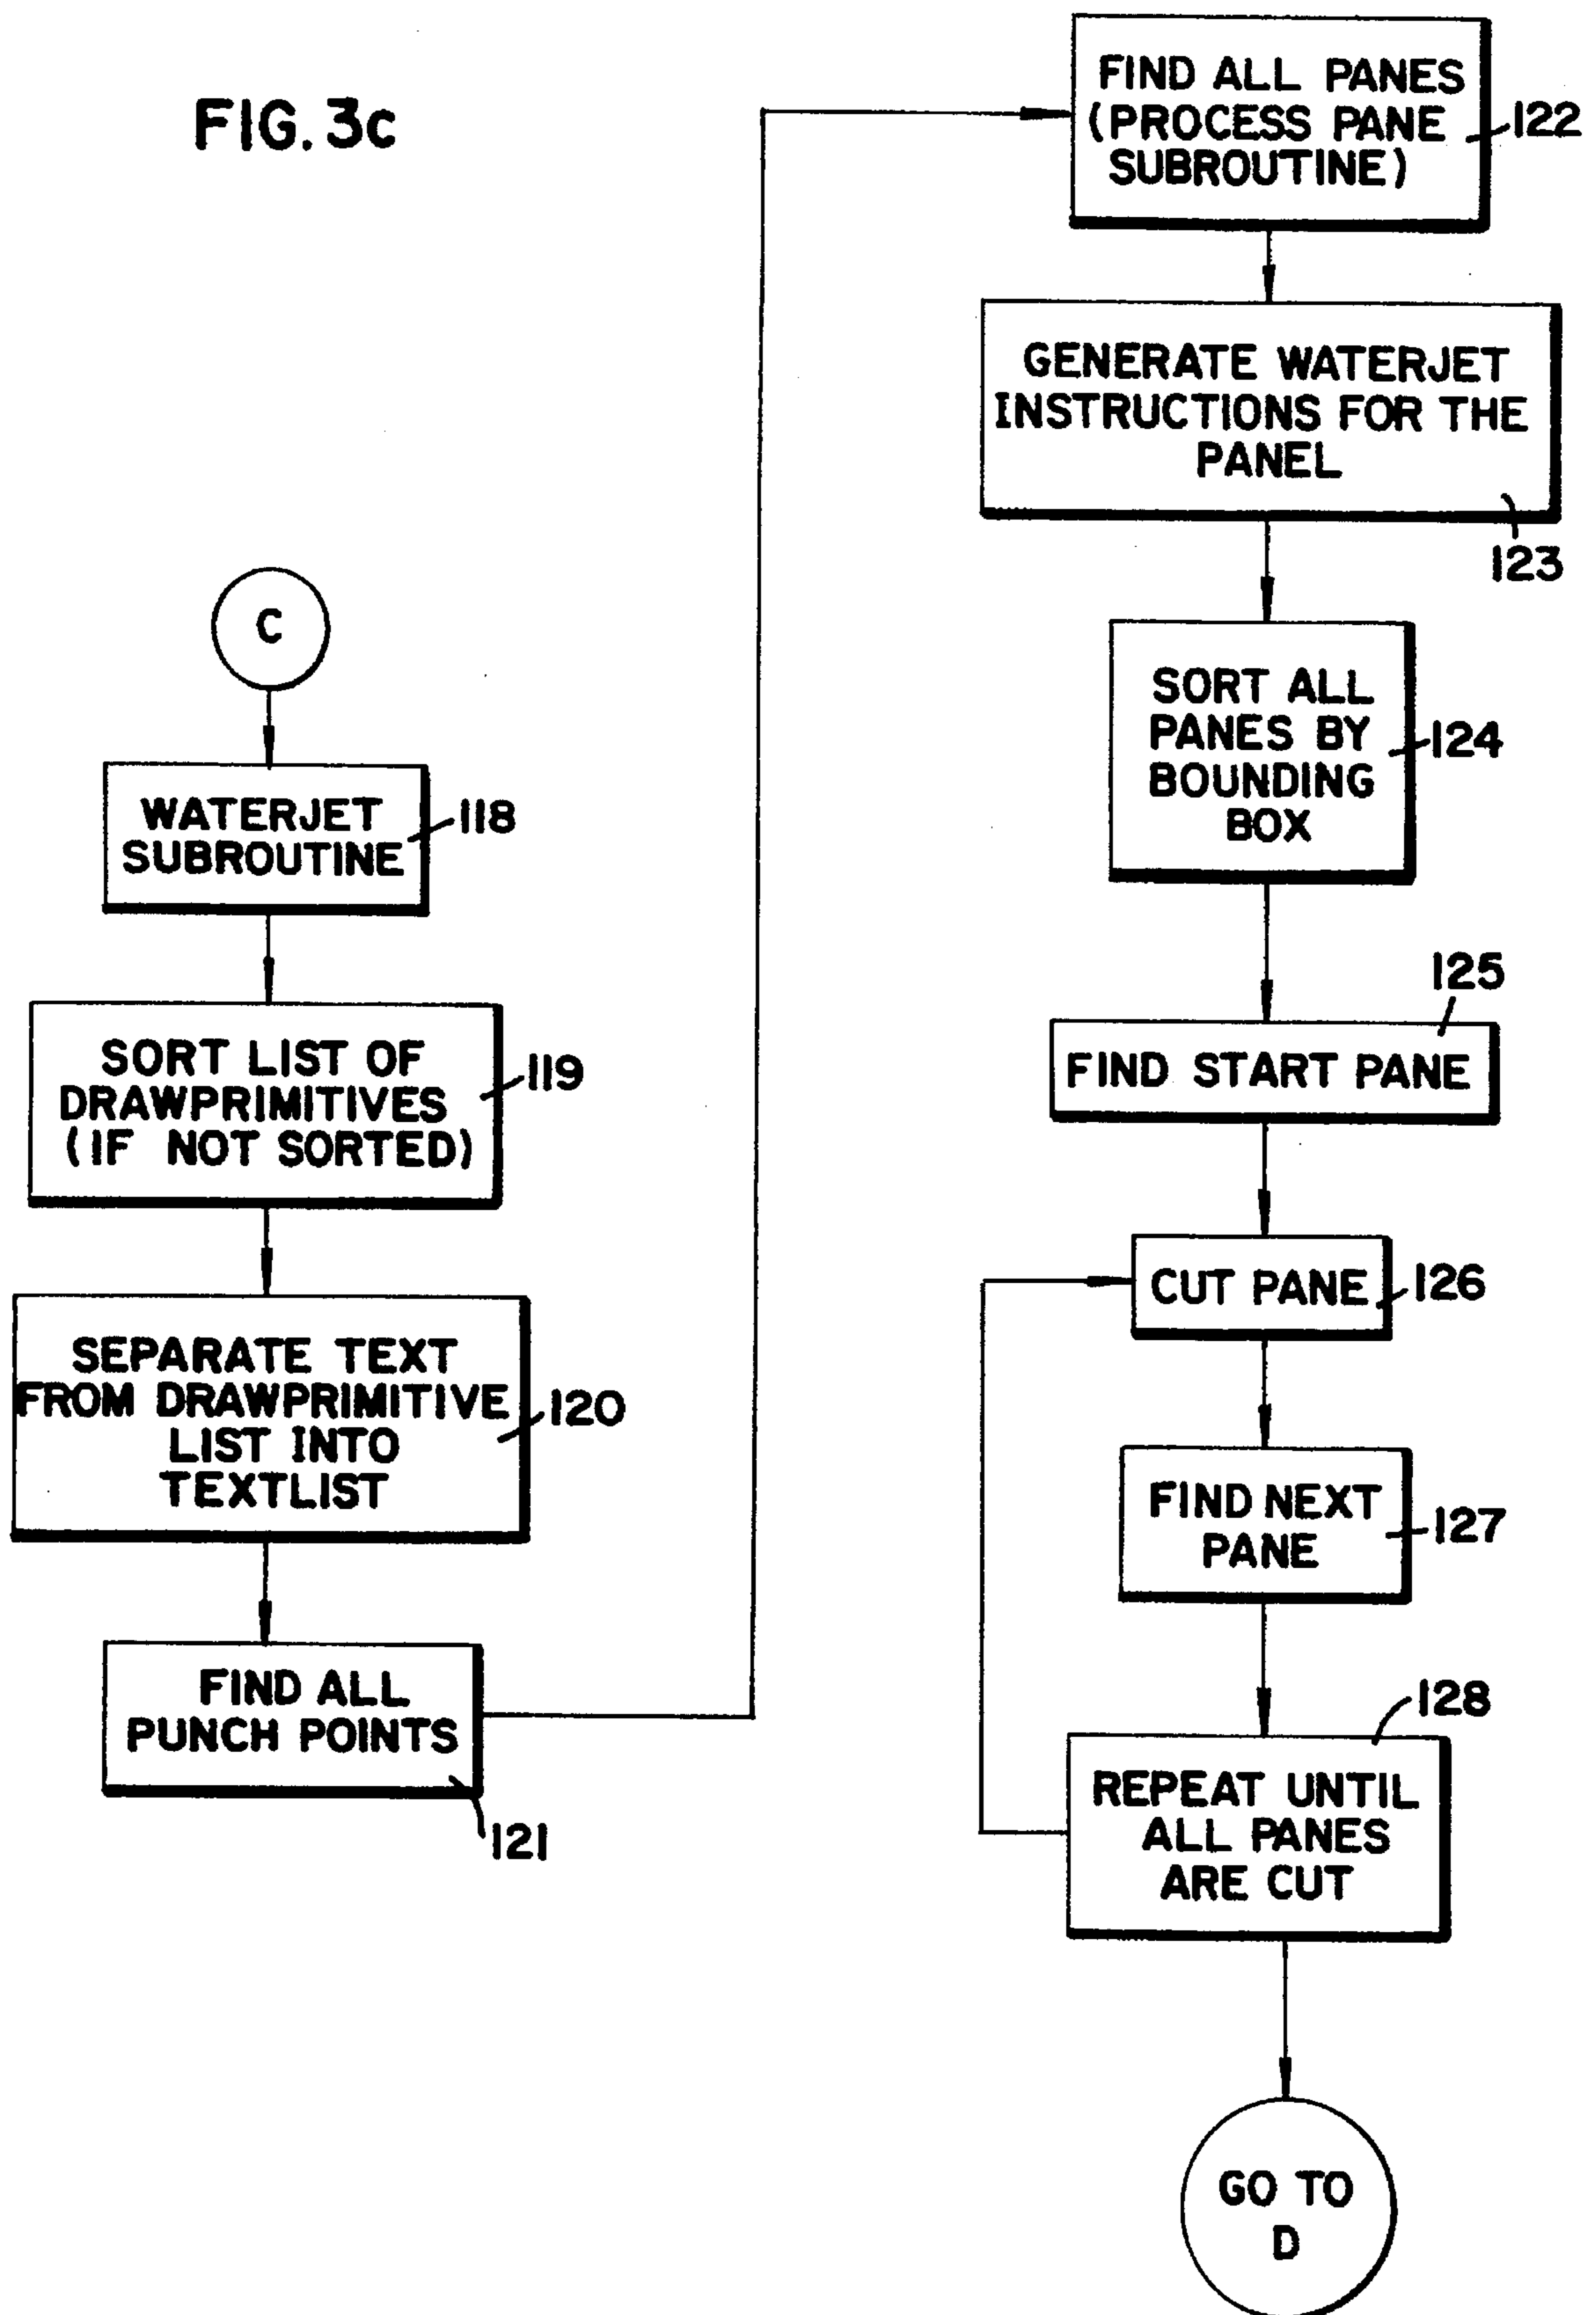 FIG. 3c
C
WATERJET
SUBROUTINE
118
SORT LIST OF
DRAWPRIMITIVES
(IF NOT SORTED)
119
SEPARATE TEXT
FROM DRAWPRIMITIVE
LIST INTO
TEXTLIST
120
FIND ALL
PUNCH POINTS
121
FIND ALL PANES
(PROCESS PANE
SUBROUTINE)
122
GENERATE WATERJET
INSTRUCTIONS FOR THE
PANEL
123
SORT ALL
PANES BY
BOUNDING
BOX
124
125
FIND START PANE
CUT PANE
126
FIND NEXT
PANE
127
128
REPEAT UNTIL
ALL PANES
ARE CUT
GO TO
D